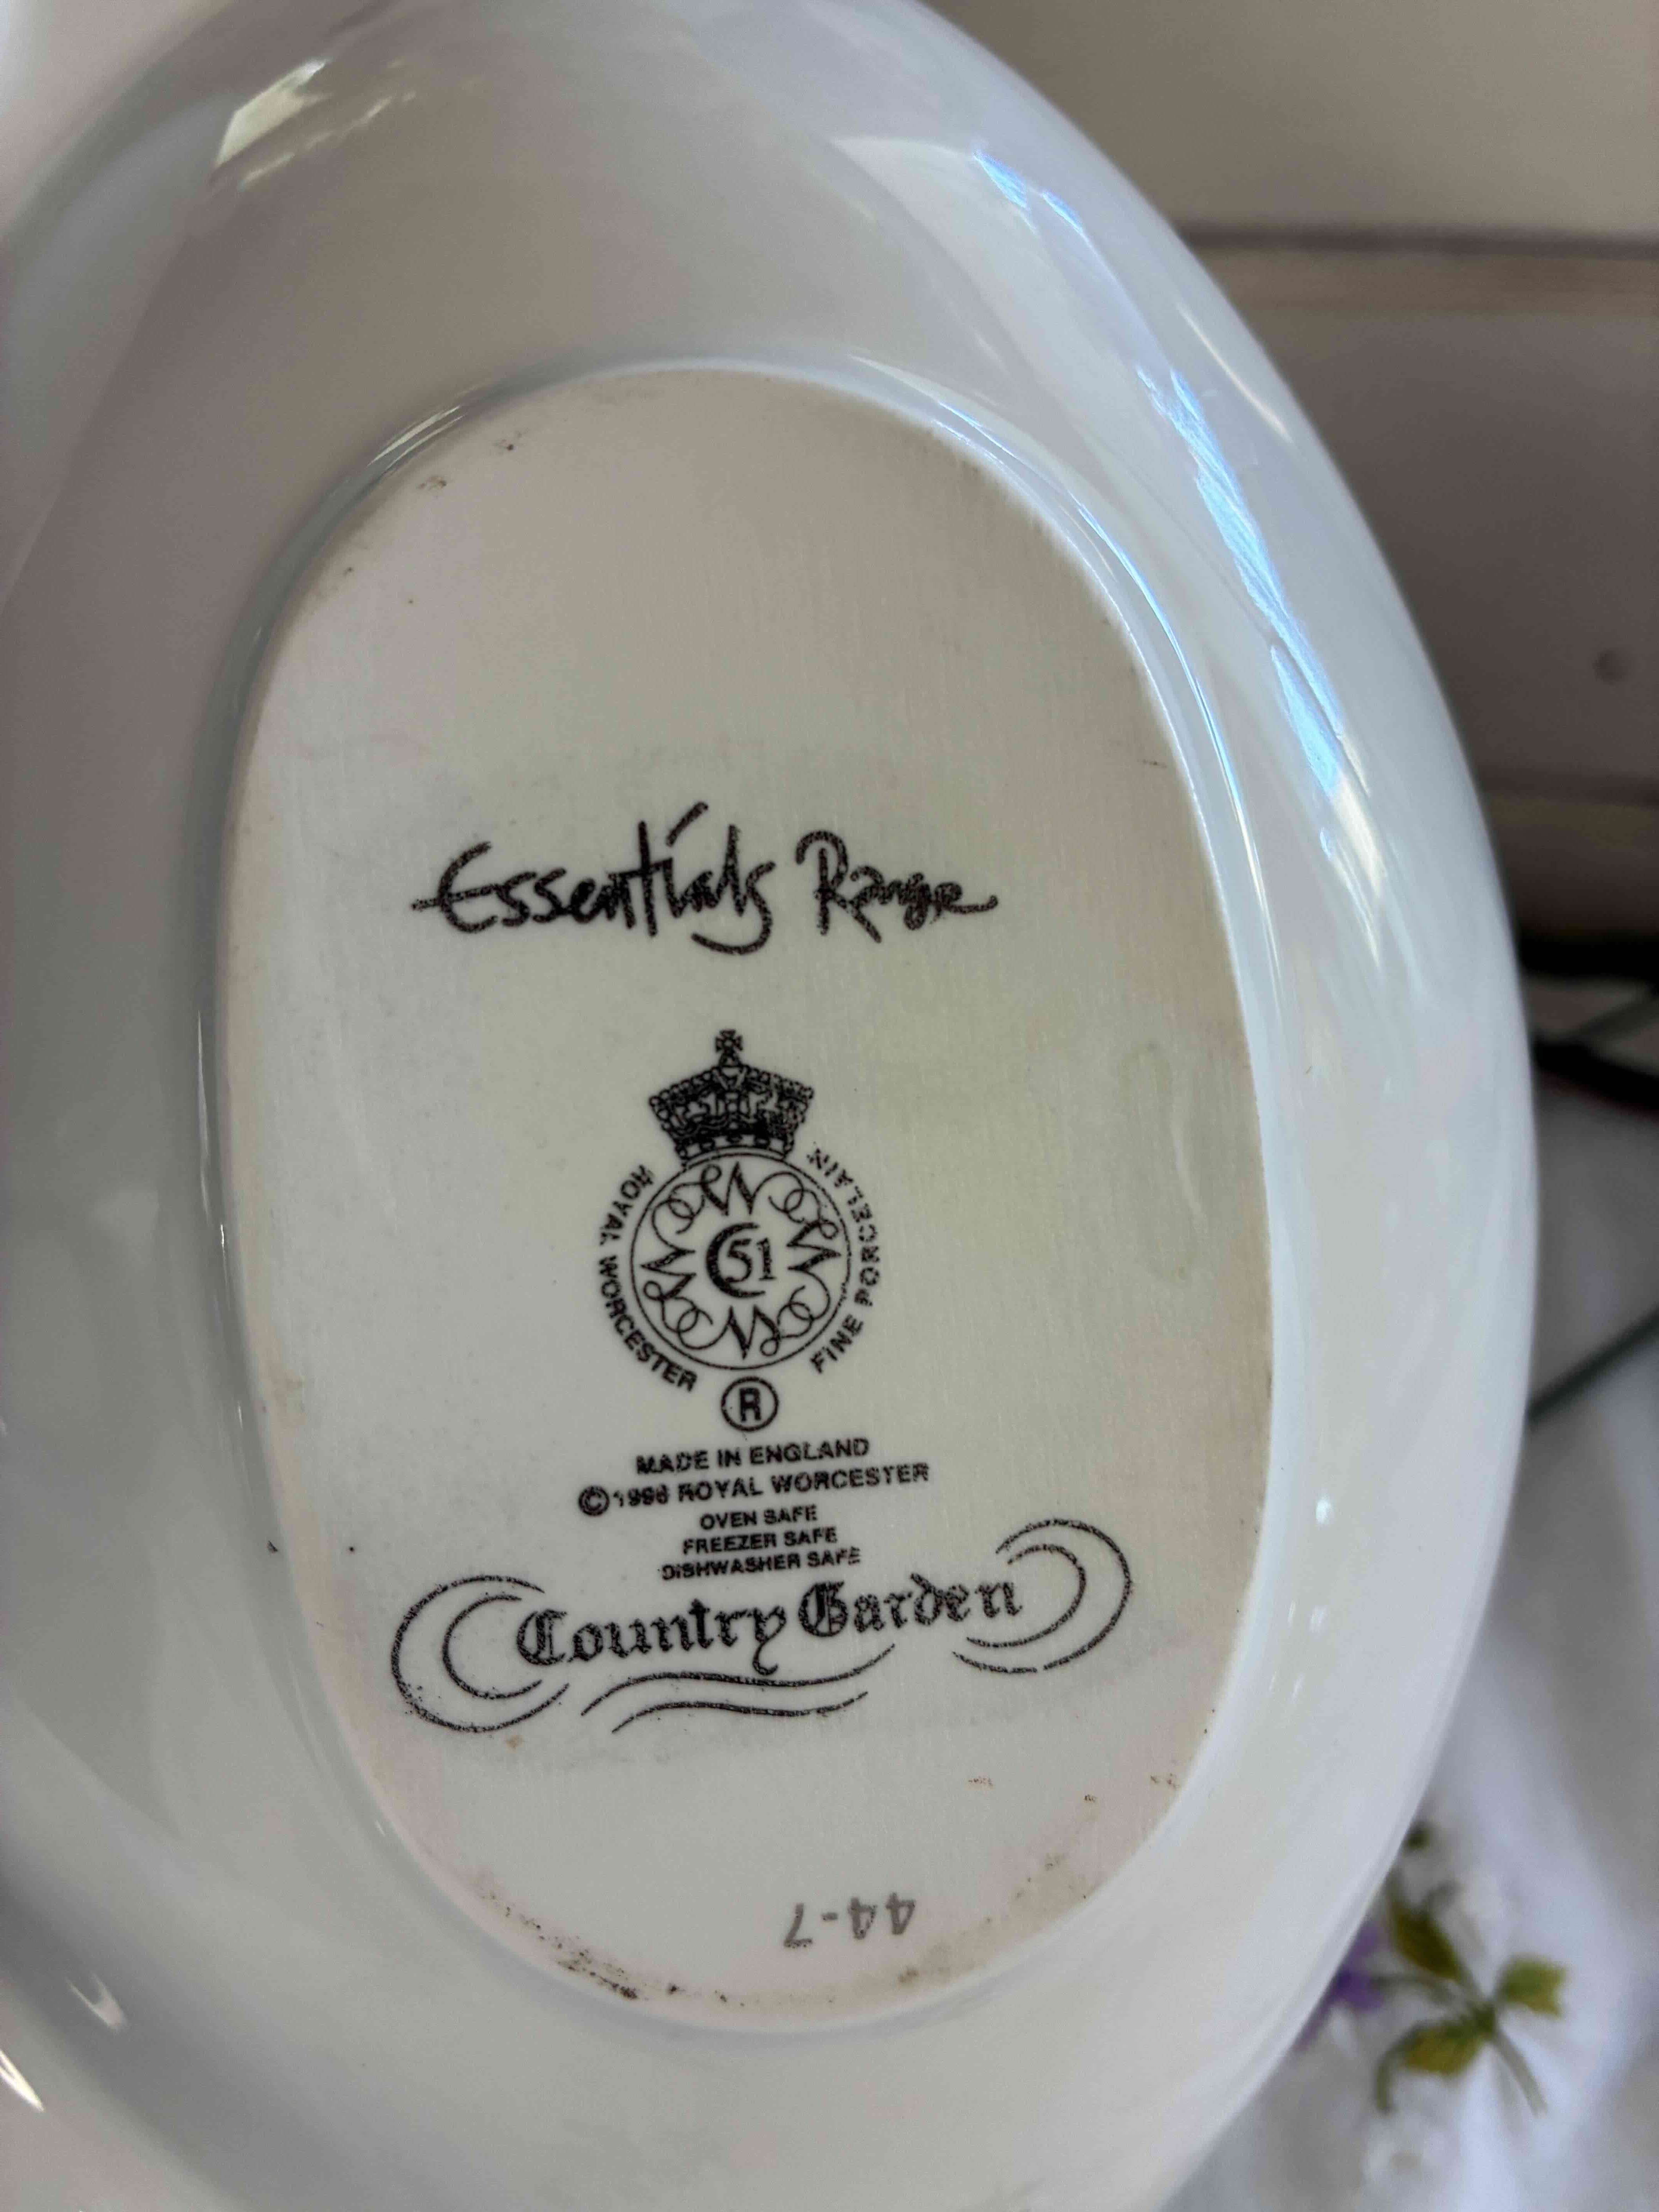 Essentials Range
ROYAL WORCESTER
FINE PORCELAIN
51
®
MADE IN ENGLAND
© 1996 ROYAL WORCESTER
OVEN SAFE
FREEZER SAFE
DISHWASHER SAFE
Country Garden
44-7